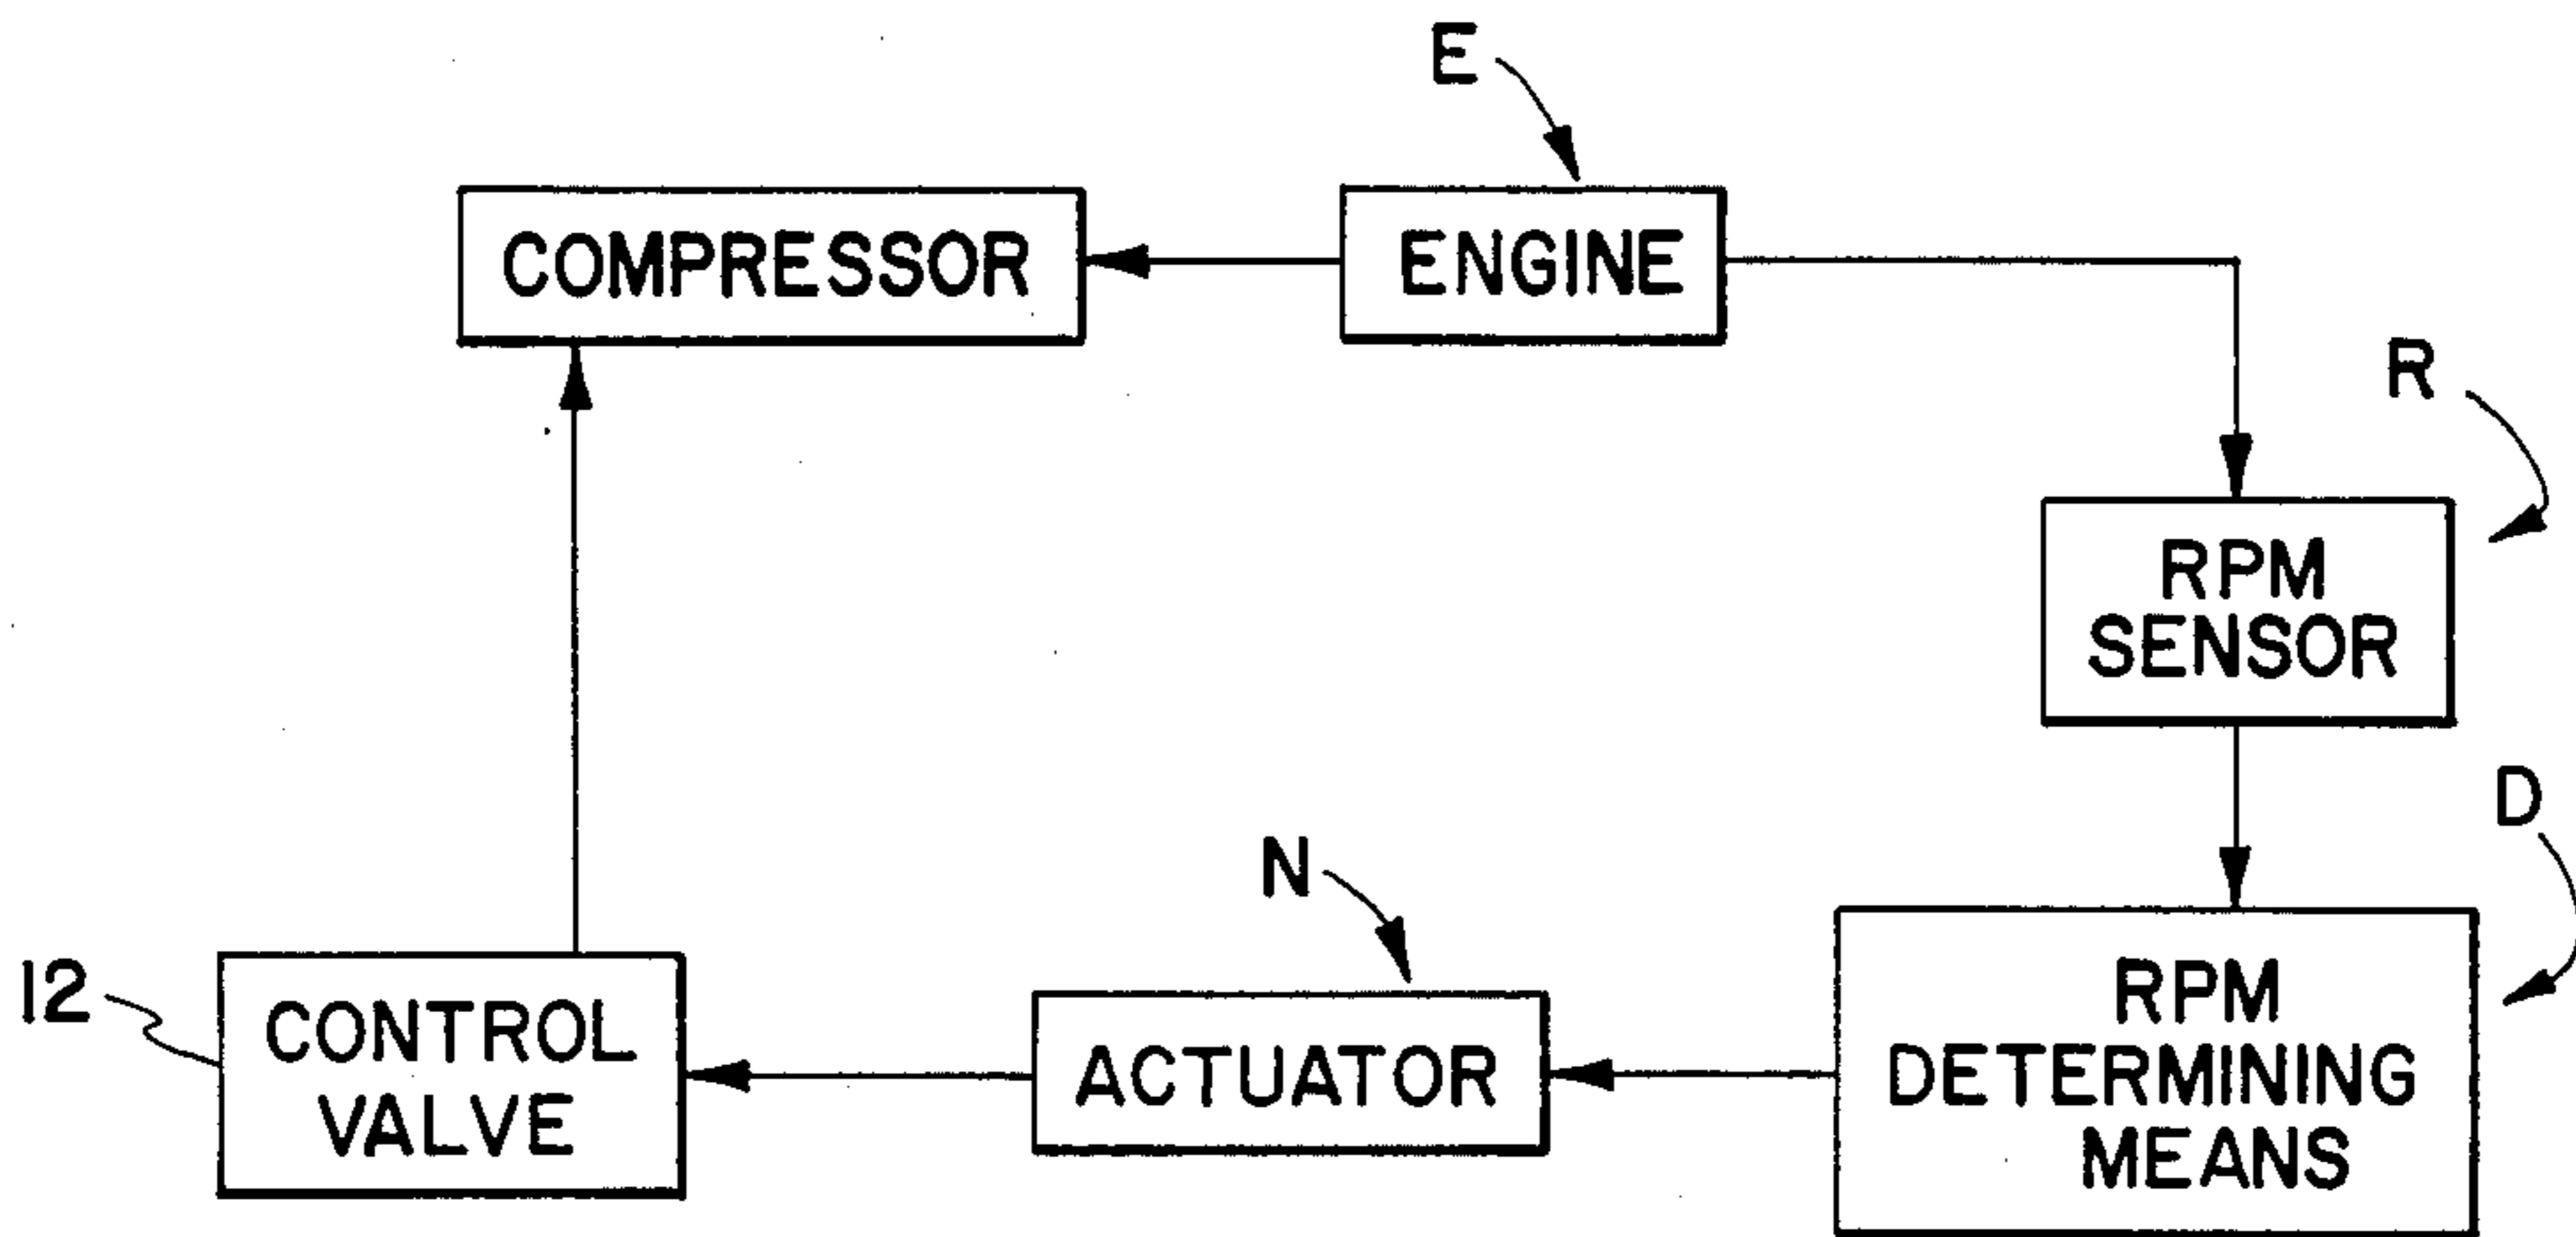 E
COMPRESSOR
ENGINE
R
RPM
SENSOR
D
N
12
CONTROL
VALVE
ACTUATOR
RPM
DETERMINING
MEANS